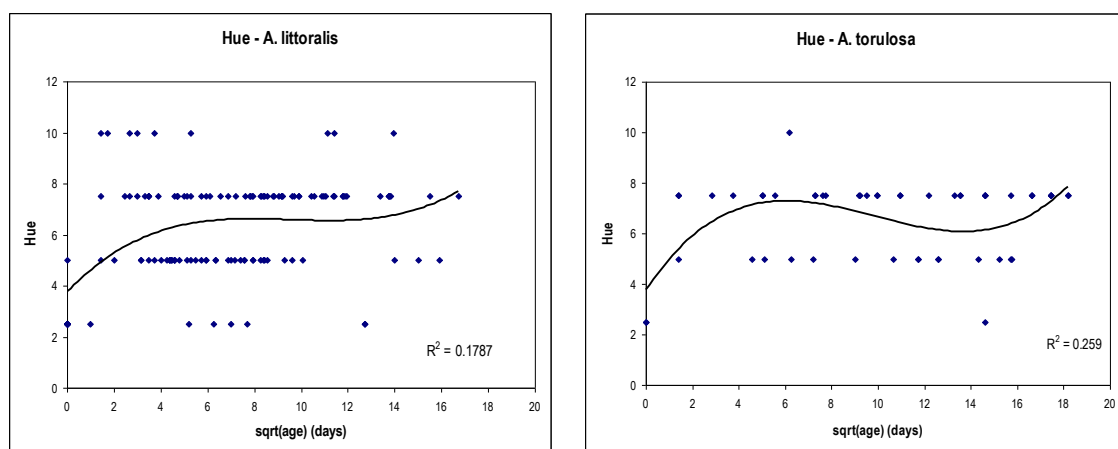 Hue - A. littoralis
12
10
8
6
4
2
0
Hue
R² = 0.1787
0 2 4 6 8 10 12 14 16 18 20
sqrt(age) (days)
Hue - A. torulosa
12
10
8
6
4
2
0
Hue
R² = 0.259
0 2 4 6 8 10 12 14 16 18 20
sqrt(age) (days)